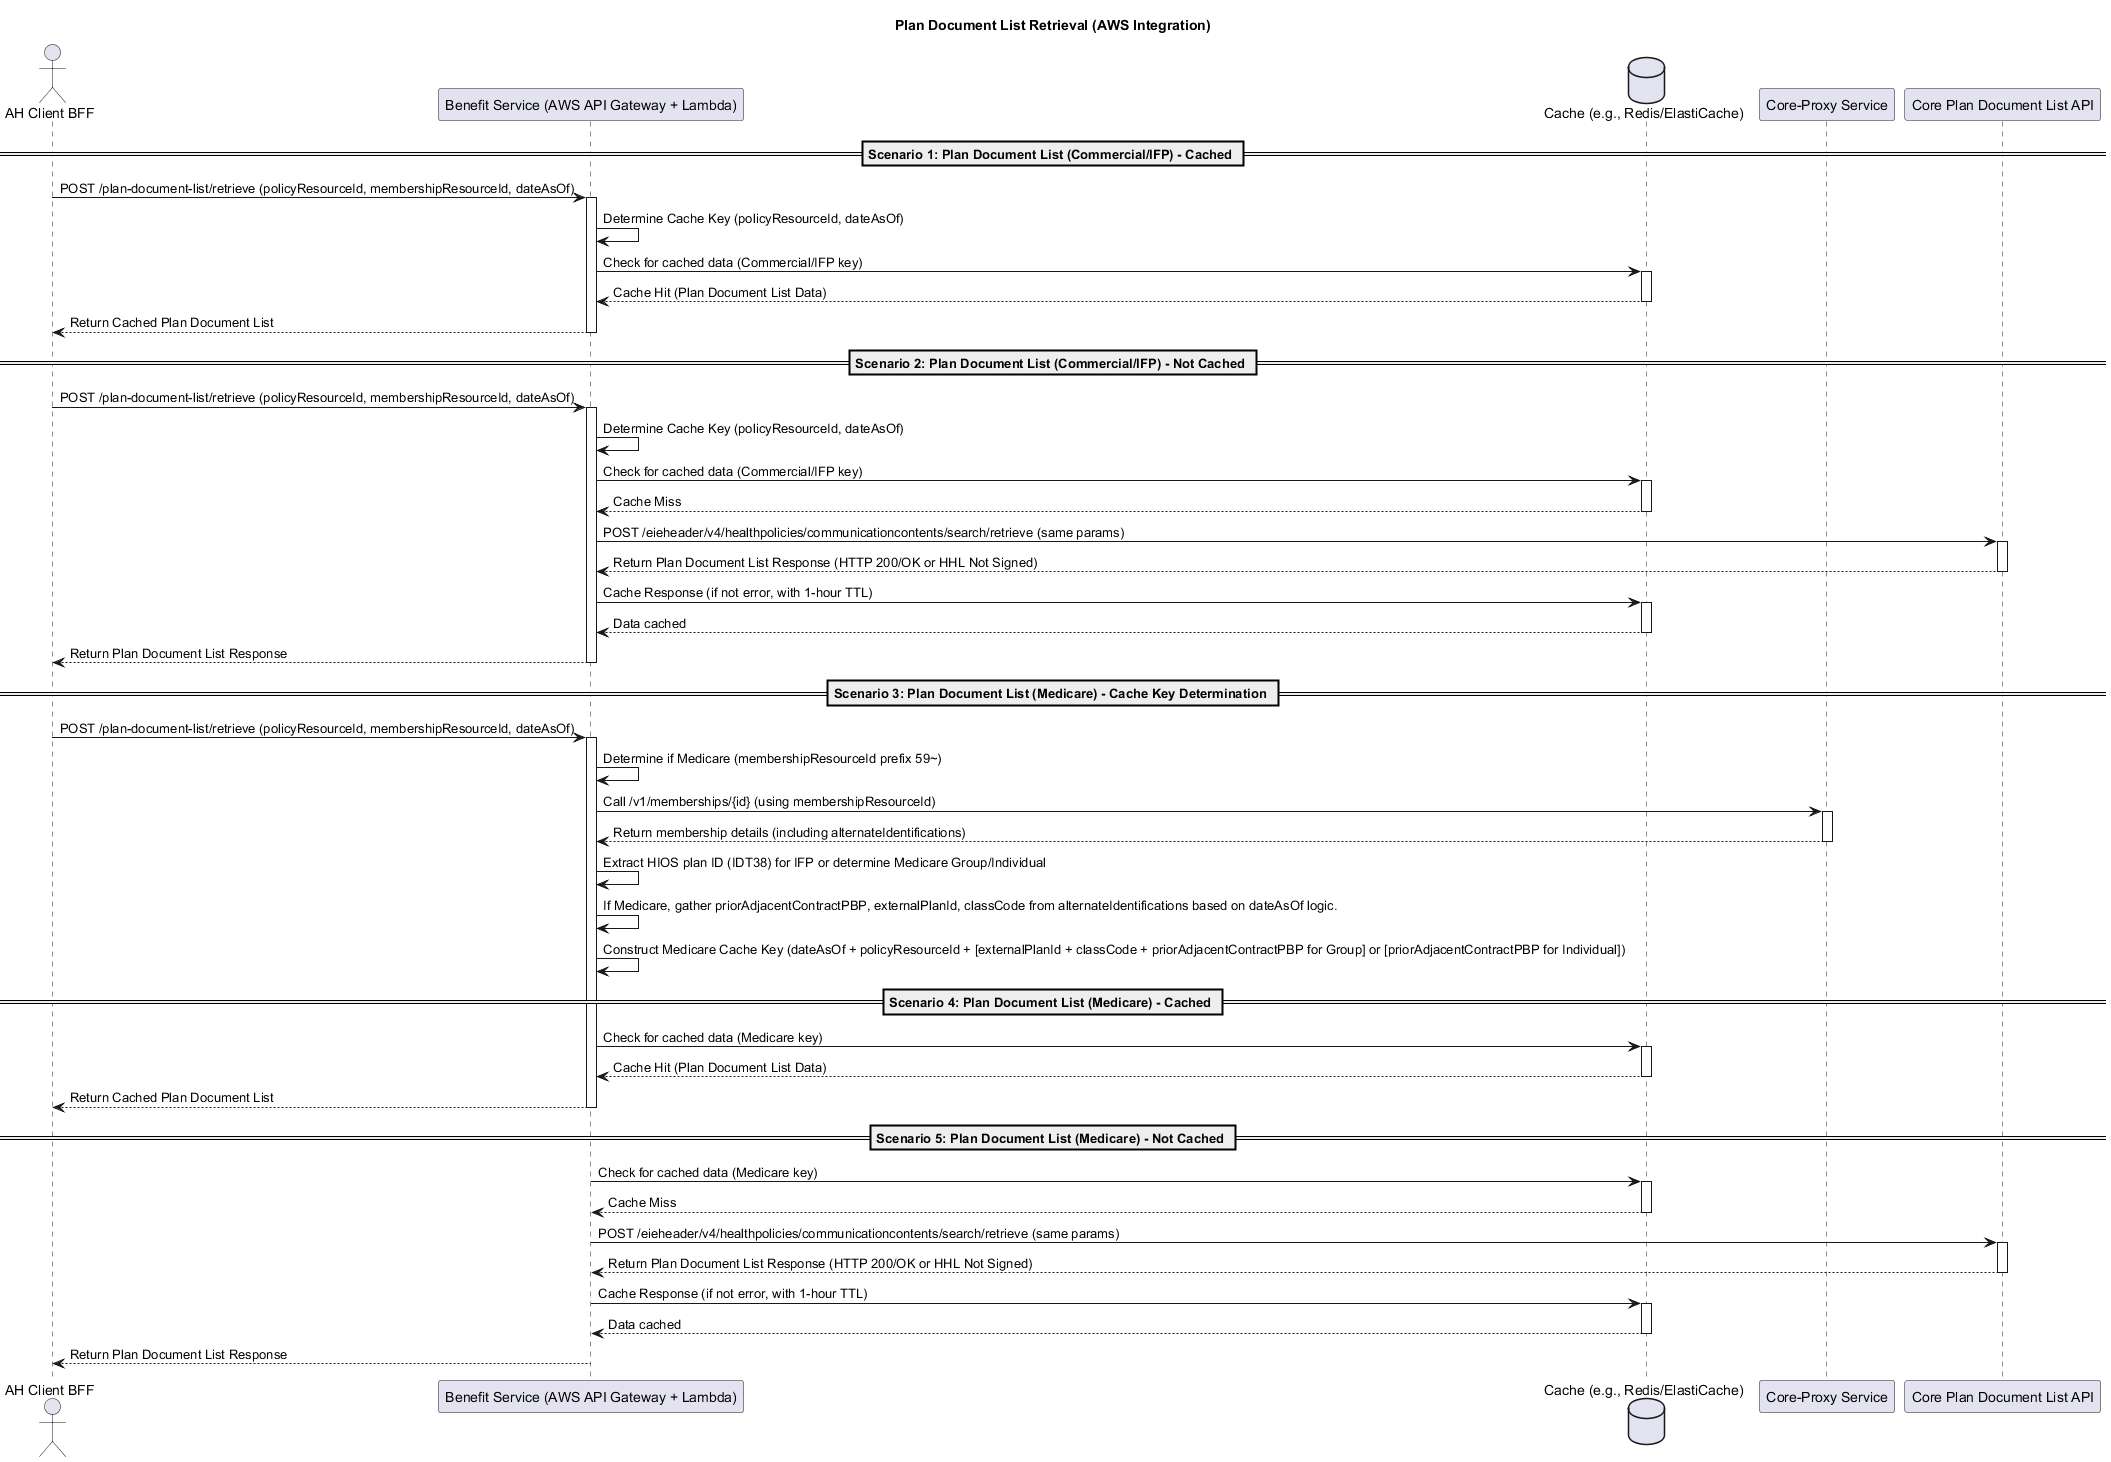 Plan Document List Retrieval (AWS Integration)
AH Client BFF
Benefit Service (AWS API Gateway + Lambda)
Cache (e.g., Redis/ElastiCache)
Core-Proxy Service
Core Plan Document List API
Scenario 1: Plan Document List (Commercial/IFP) - Cached
POST /plan-document-list/retrieve (policyResourceId, membershipResourceId, dateAsOf)
Determine Cache Key (policyResourceId, dateAsOf)
Check for cached data (Commercial/IFP key)
Cache Hit (Plan Document List Data)
Return Cached Plan Document List
Scenario 2: Plan Document List (Commercial/IFP) - Not Cached
POST /plan-document-list/retrieve (policyResourceId, membershipResourceId, dateAsOf)
Determine Cache Key (policyResourceId, dateAsOf)
Check for cached data (Commercial/IFP key)
Cache Miss
POST /eieheader/v4/healthpolicies/communicationcontents/search/retrieve (same params)
Return Plan Document List Response (HTTP 200/OK or HHL Not Signed)
Cache Response (if not error, with 1-hour TTL)
Data cached
Return Plan Document List Response
Scenario 3: Plan Document List (Medicare) - Cache Key Determination
POST /plan-document-list/retrieve (policyResourceId, membershipResourceId, dateAsOf)
Determine if Medicare (membershipResourceId prefix 59~)
Call /v1/memberships/{id} (using membershipResourceId)
Return membership details (including alternateIdentifications)
Extract HIOS plan ID (IDT38) for IFP or determine Medicare Group/Individual
If Medicare, gather priorAdjacentContractPBP, externalPlanId, classCode from alternateIdentifications based on dateAsOf logic.
Construct Medicare Cache Key (dateAsOf + policyResourceId + [externalPlanId + classCode + priorAdjacentContractPBP for Group] or [priorAdjacentContractPBP for Individual])
Scenario 4: Plan Document List (Medicare) - Cached
Check for cached data (Medicare key)
Cache Hit (Plan Document List Data)
Return Cached Plan Document List
Scenario 5: Plan Document List (Medicare) - Not Cached
Check for cached data (Medicare key)
Cache Miss
POST /eieheader/v4/healthpolicies/communicationcontents/search/retrieve (same params)
Return Plan Document List Response (HTTP 200/OK or HHL Not Signed)
Cache Response (if not error, with 1-hour TTL)
Data cached
Return Plan Document List Response
AH Client BFF
Benefit Service (AWS API Gateway + Lambda)
Cache (e.g., Redis/ElastiCache)
Core-Proxy Service
Core Plan Document List API